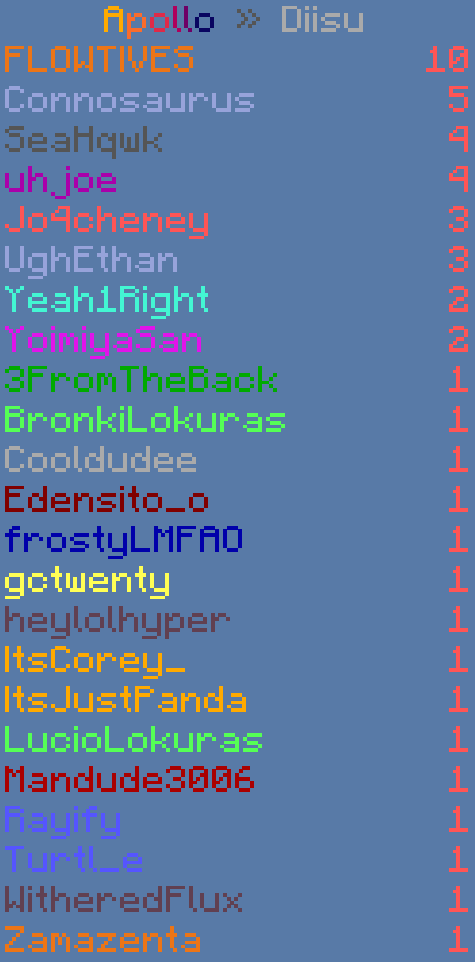 Apollo » Diisu
FLOWTIVES 10
Connosaurus 5
SeaHqwk 4
uhjoe 4
Jo4cheney 3
UghEthan 3
Yeah1Right 2
YoimiyaSan 2
3FromTheBack 1
BronkiLokuras 1
Cooldudee 1
Edensito_o 1
frostyLMFAO 1
gctwenty 1
heylolhyper 1
ItsCorey_ 1
ItsJustPanda 1
LucioLokuras 1
Mandude3006 1
Rayify 1
Turtl_e 1
WitheredFlux 1
Zamazenta 1